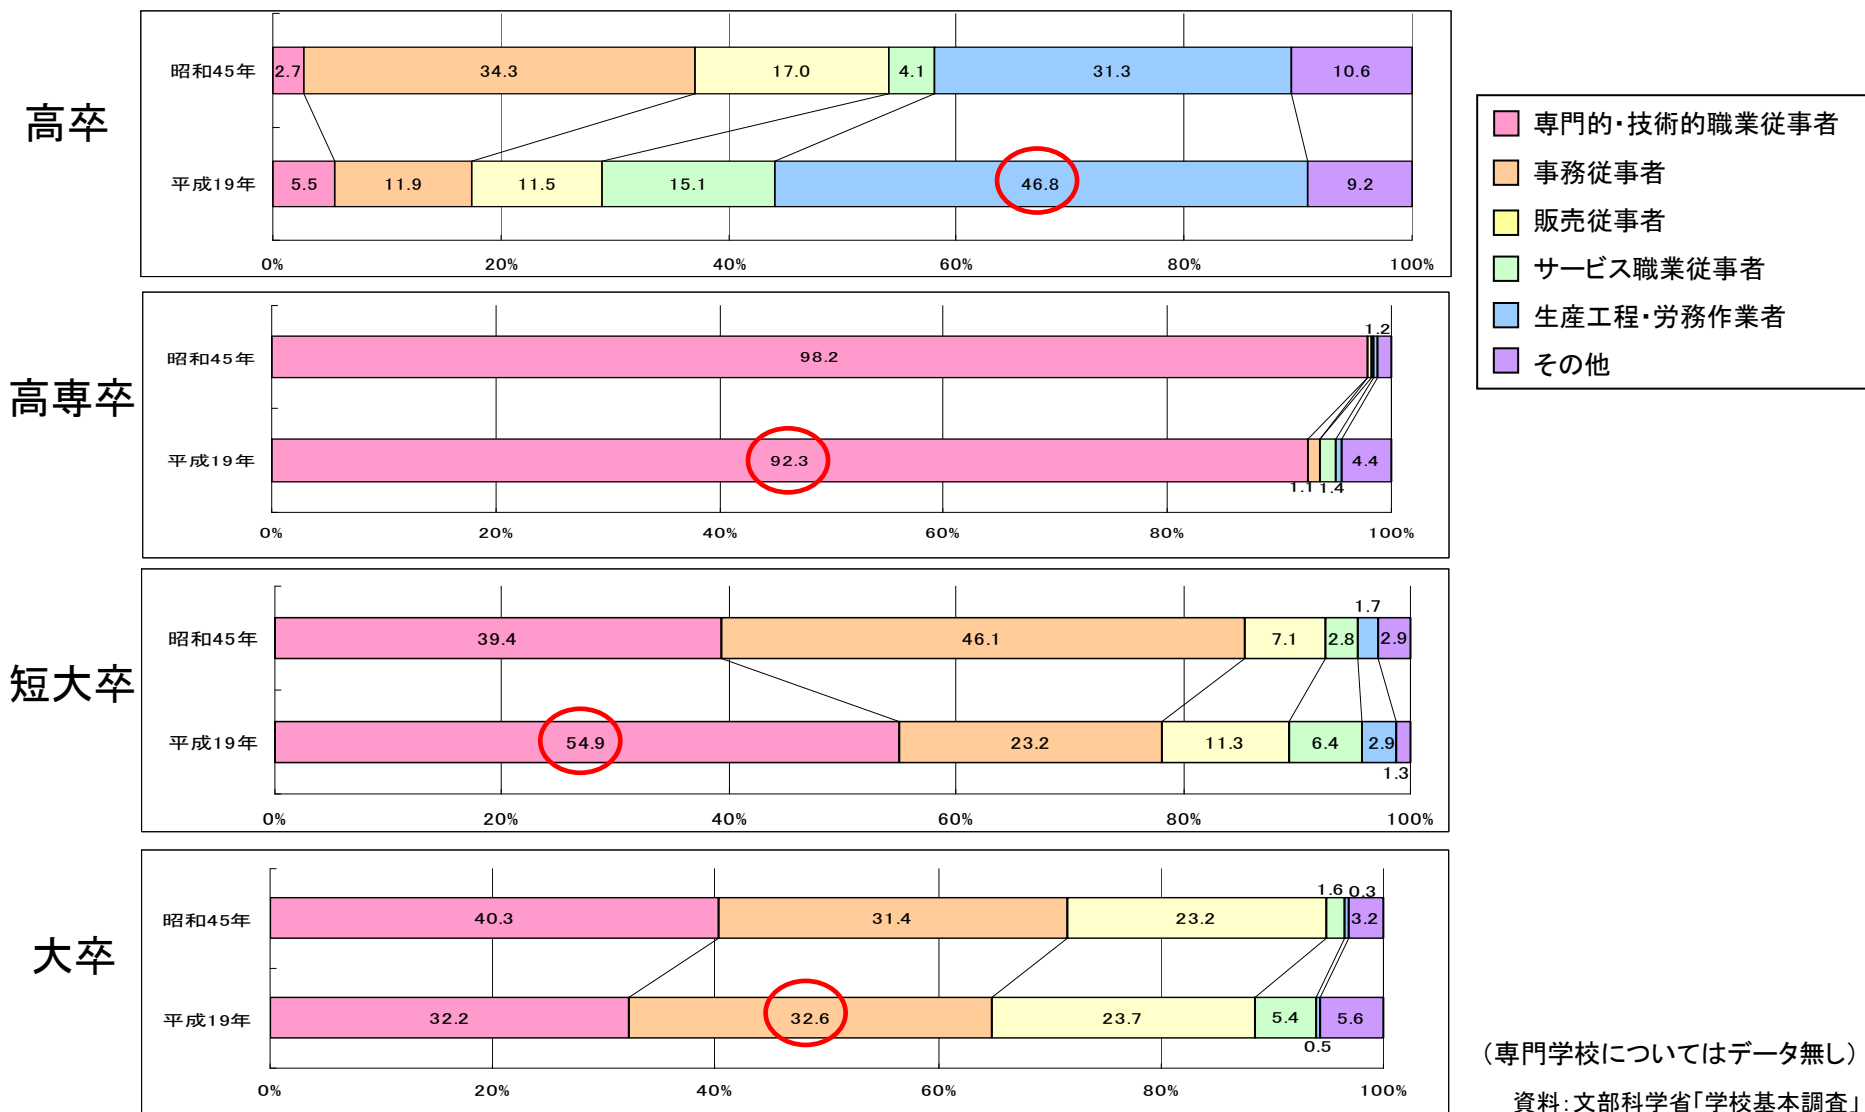 高卒
昭和45年
2.7 34.3 17.0 4.1 31.3 10.6
平成19年
5.5 11.9 11.5 15.1 46.8 9.2
0% 20% 40% 60% 80% 100%
専門的・技術的職業従事者
事務従事者
販売従事者
サービス職業従事者
生産工程・労務作業者
その他
高専卒
1.2
昭和45年
98.2
平成19年
92.3 4.4
1.1 1.4
0% 20% 40% 60% 80% 100%
短大卒
1.7
昭和45年
39.4 46.1 7.1 2.8 2.9
平成19年
54.9 23.2 11.3 6.4 2.9
1.3
0% 20% 40% 60% 80% 100%
大卒
1.6 0.3
昭和45年
40.3 31.4 23.2 3.2
平成19年
32.2 32.6 23.7 5.4 5.6
0.5
0% 20% 40% 60% 80% 100%
(専門学校についてはデータ無し)
資料:文部科学省「学校基本調査」